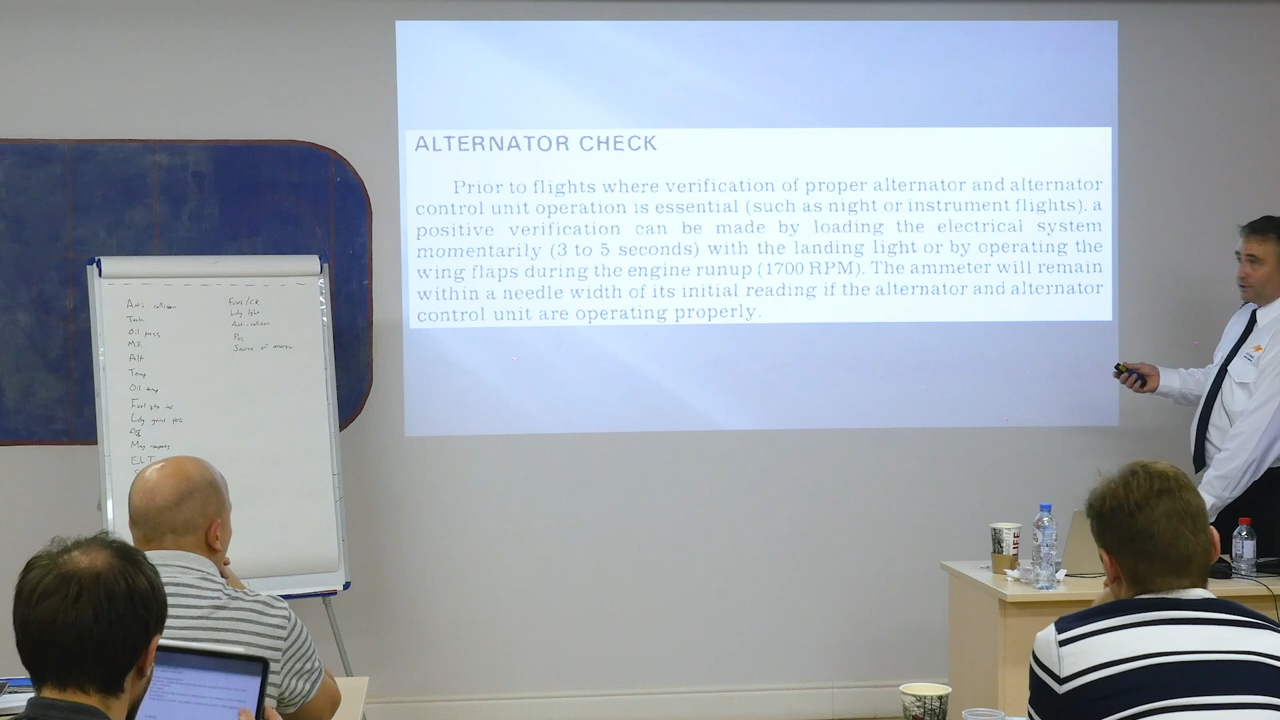 ALTERNATOR CHECK
Prior to flights where verification of proper alternator and alternator
control unit operation is essential (such as night or instrument flights), a
positive verification can be made by loading the electrical system
momentarily (3 to 5 seconds) with the landing light or by operating the
wing flaps during the engine runup (1700 RPM). The ammeter will remain
within a needle width of its initial reading if the alternator and alternator
control unit are operating properly.
Anti collision
Tach
Oil press
M.P.
Alt
Temp
Oil temp
Fuel qty
Ldg gear pos
Mag compass
ELT
Ldg light
Anti-collision
Pos
Source of energy